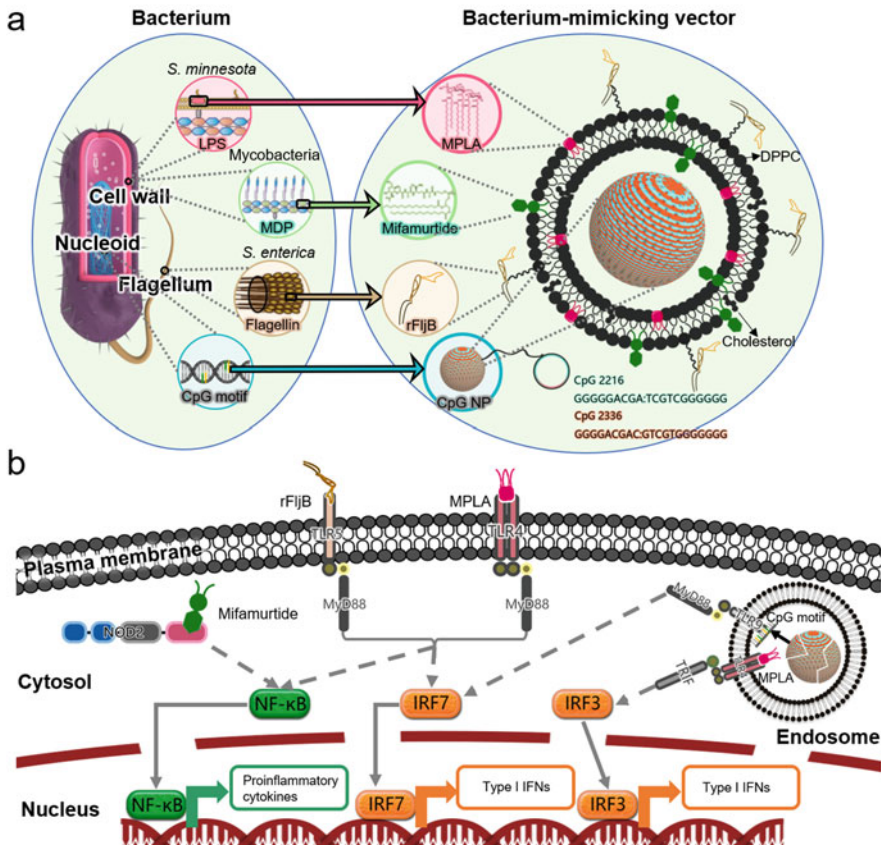 a
Bacterium
Bacterium-mimicking vector
S. minnesota
LPS
MPLA
Mycobacteria
MDP
Mifamurtide
S. enterica
Flagellin
rFljB
CpG motif
CpG NP
Cell wail
Nucleoid
Flagellum
DPPC
Cholesterol
CpG 2216
GGGGGACGA:TCGTCGGGGGG
CpG 2336
GGGGACGAC:GTCGTGGGGGGG
b
rFljB
MPLA
TLR5
TLR4
Plasma membrane
MyD88
MyD88
MyD88
Mifamurtide
NOD2
TLR9
CpG motif
MPLA
TRIF
Cytosol
NF-κB
IRF7
IRF3
Endosome
Nucleus
NF-κB
Proinflammatory
cytokines
IRF7
Type I IFNs
IRF3
Type I IFNs